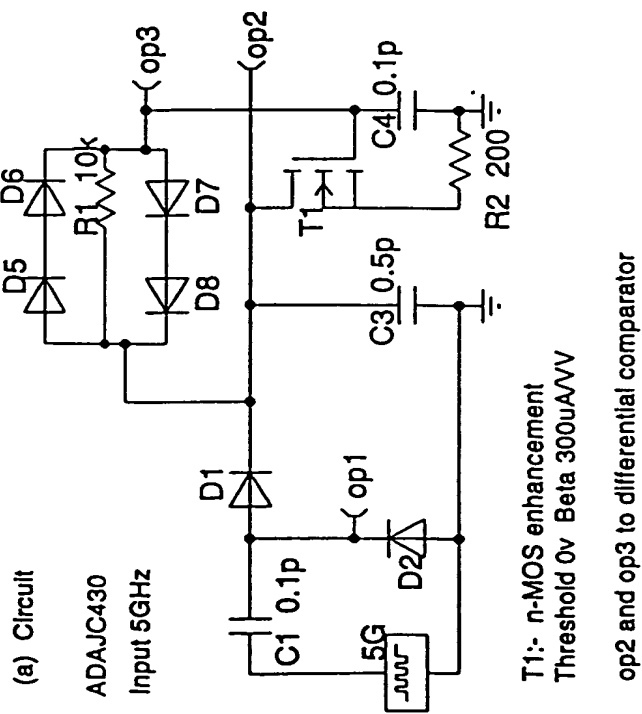 (a) Circuit
ADAJC430
Input 5GHz
C1 0.1p
5G
D1
D2
op1
D5
D6
R1 10k
D8
D7
op3
op2
C3 0.5p
T1
C4 0.1p
R2 200
T1:- n-MOS enhancement
Threshold 0v Beta 300uA/VV
op2 and op3 to differential comparator